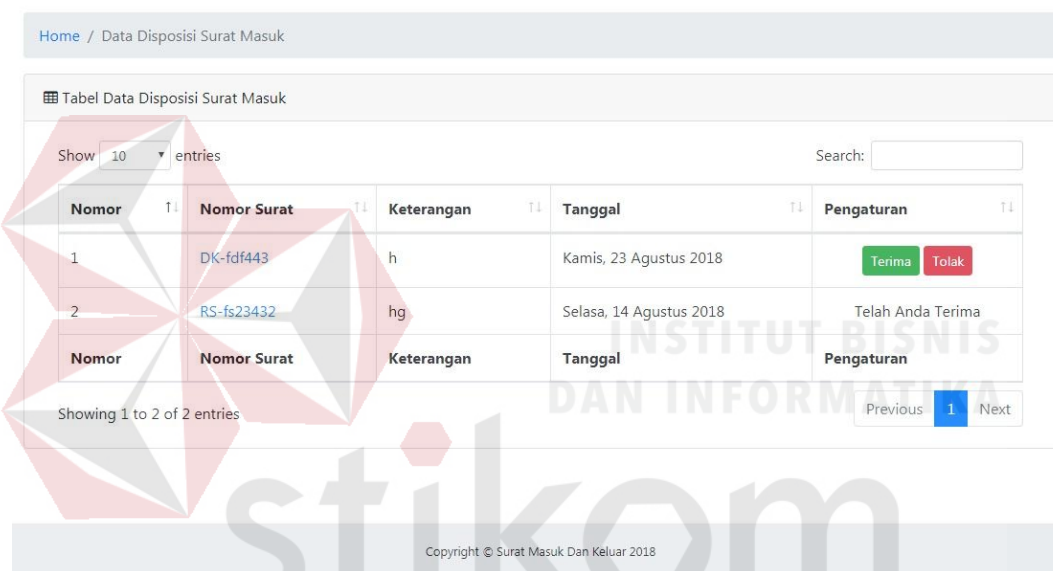 Home / Data Disposisi Surat Masuk
Tabel Data Disposisi Surat Masuk
Show 10 entries Search:
Nomor Nomor Surat Keterangan Tanggal Pengaturan
1 DK-fdf443 h Kamis, 23 Agustus 2018 Terima Tolak
2 RS-fs23432 hg Selasa, 14 Agustus 2018 Telah Anda Terima
Nomor Nomor Surat Keterangan Tanggal Pengaturan
INSTITUT BISNIS
DAN INFORMATIKA
Showing 1 to 2 of 2 entries Previous 1 Next
stikom
Copyright © Surat Masuk Dan Keluar 2018